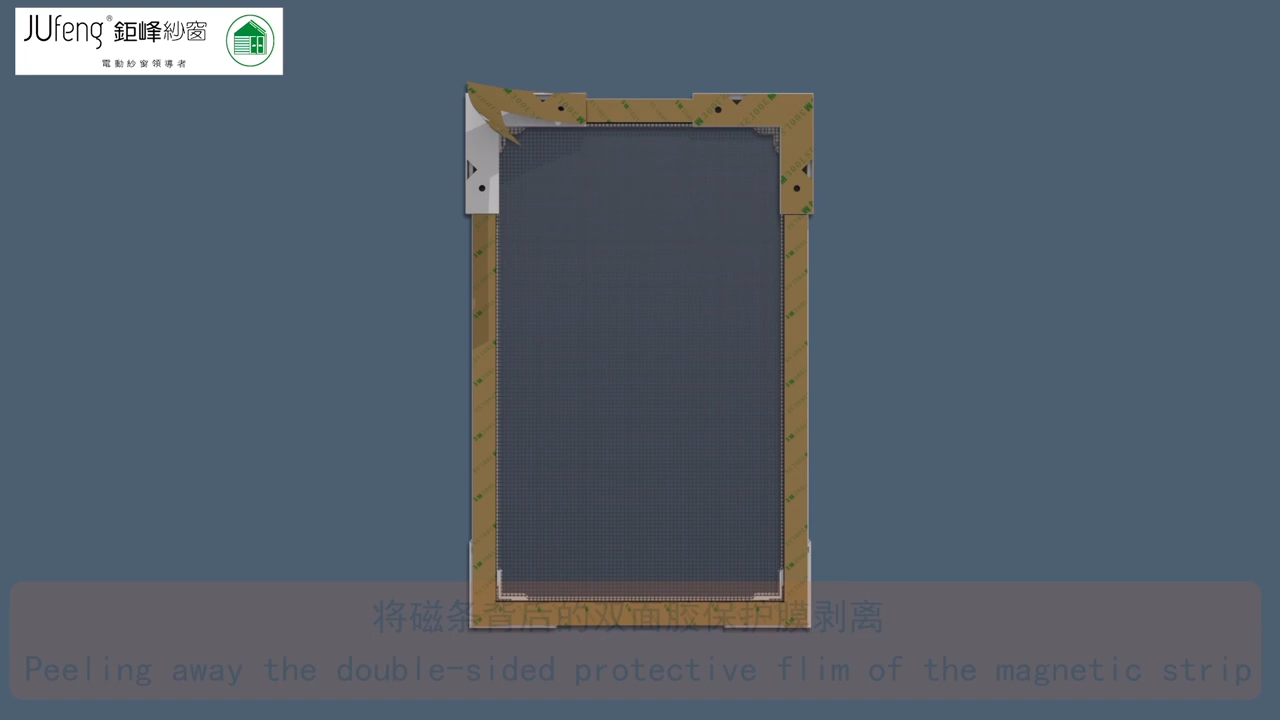 JUfeng® 鉅峰紗窗
電動紗窗領導者
将磁条背后的双面胶保护膜剥离
Peeling away the double-sided protective flim of the magnetic strip